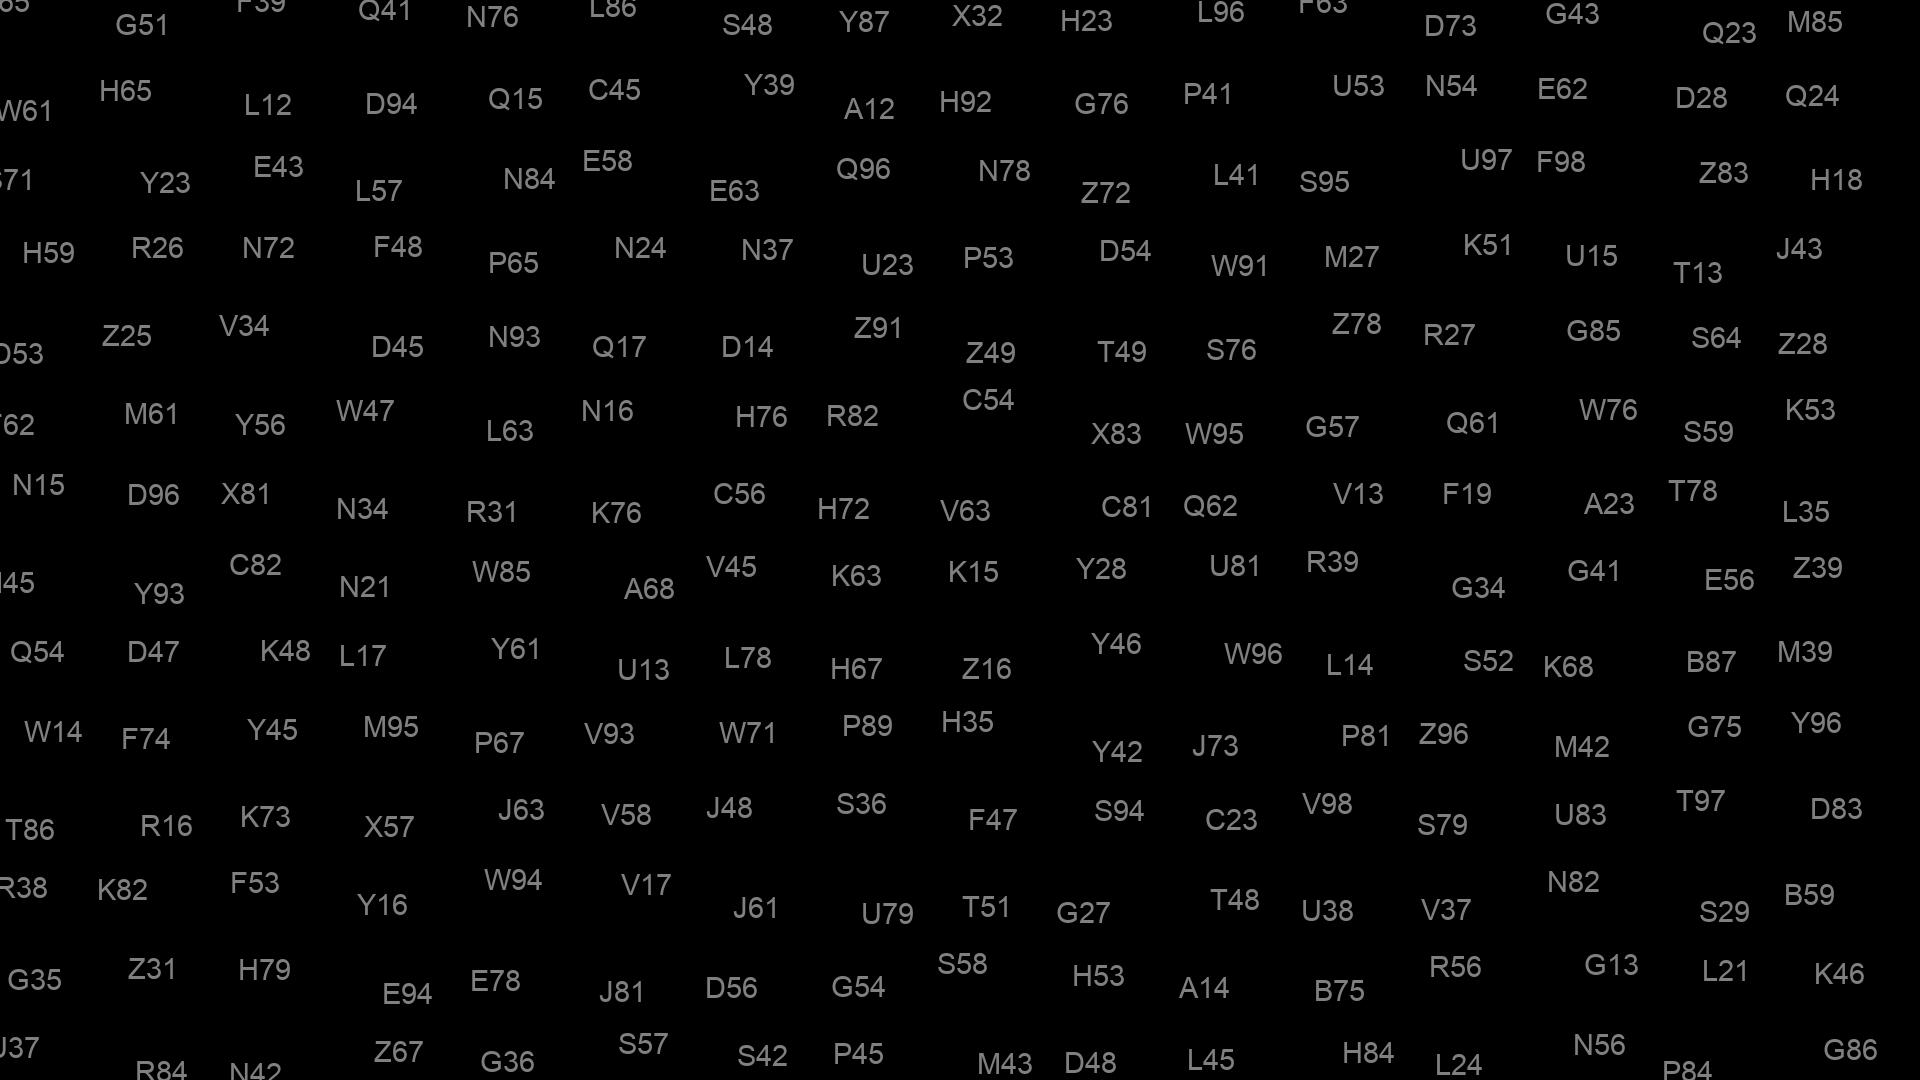 G51 F39 Q41 N76 L86 S48 Y87 X32 H23 L96 F63 D73 G43 Q23 M85
W61 H65 L12 D94 Q15 C45 Y39 A12 H92 G76 P41 U53 N54 E62 D28 Q24
Y23 E43 L57 N84 E58 E63 Q96 N78 Z72 L41 S95 U97 F98 Z83 H18
H59 R26 N72 F48 P65 N24 N37 U23 P53 D54 W91 M27 K51 U15 T13 J43
Z25 V34 D45 N93 Q17 D14 Z91 Z49 T49 S76 Z78 R27 G85 S64 Z28
M61 Y56 W47 L63 N16 H76 R82 C54 X83 W95 G57 Q61 W76 S59 K53
N15 D96 X81 N34 R31 K76 C56 H72 V63 C81 Q62 V13 F19 A23 T78 L35
Y93 C82 N21 W85 A68 V45 K63 K15 Y28 U81 R39 G34 G41 E56 Z39
Q54 D47 K48 L17 Y61 U13 L78 H67 Z16 Y46 W96 L14 S52 K68 B87 M39
W14 F74 Y45 M95 P67 V93 W71 P89 H35 Y42 J73 P81 Z96 M42 G75 Y96
T86 R16 K73 X57 J63 V58 J48 S36 F47 S94 C23 V98 S79 U83 T97 D83
R38 K82 F53 Y16 W94 V17 J61 U79 T51 G27 T48 U38 V37 N82 S29 B59
G35 Z31 H79 E94 E78 J81 D56 G54 S58 H53 A14 B75 R56 G13 L21 K46
R84 N42 Z67 G36 S57 S42 P45 M43 D48 L45 H84 L24 N56 P84 G86